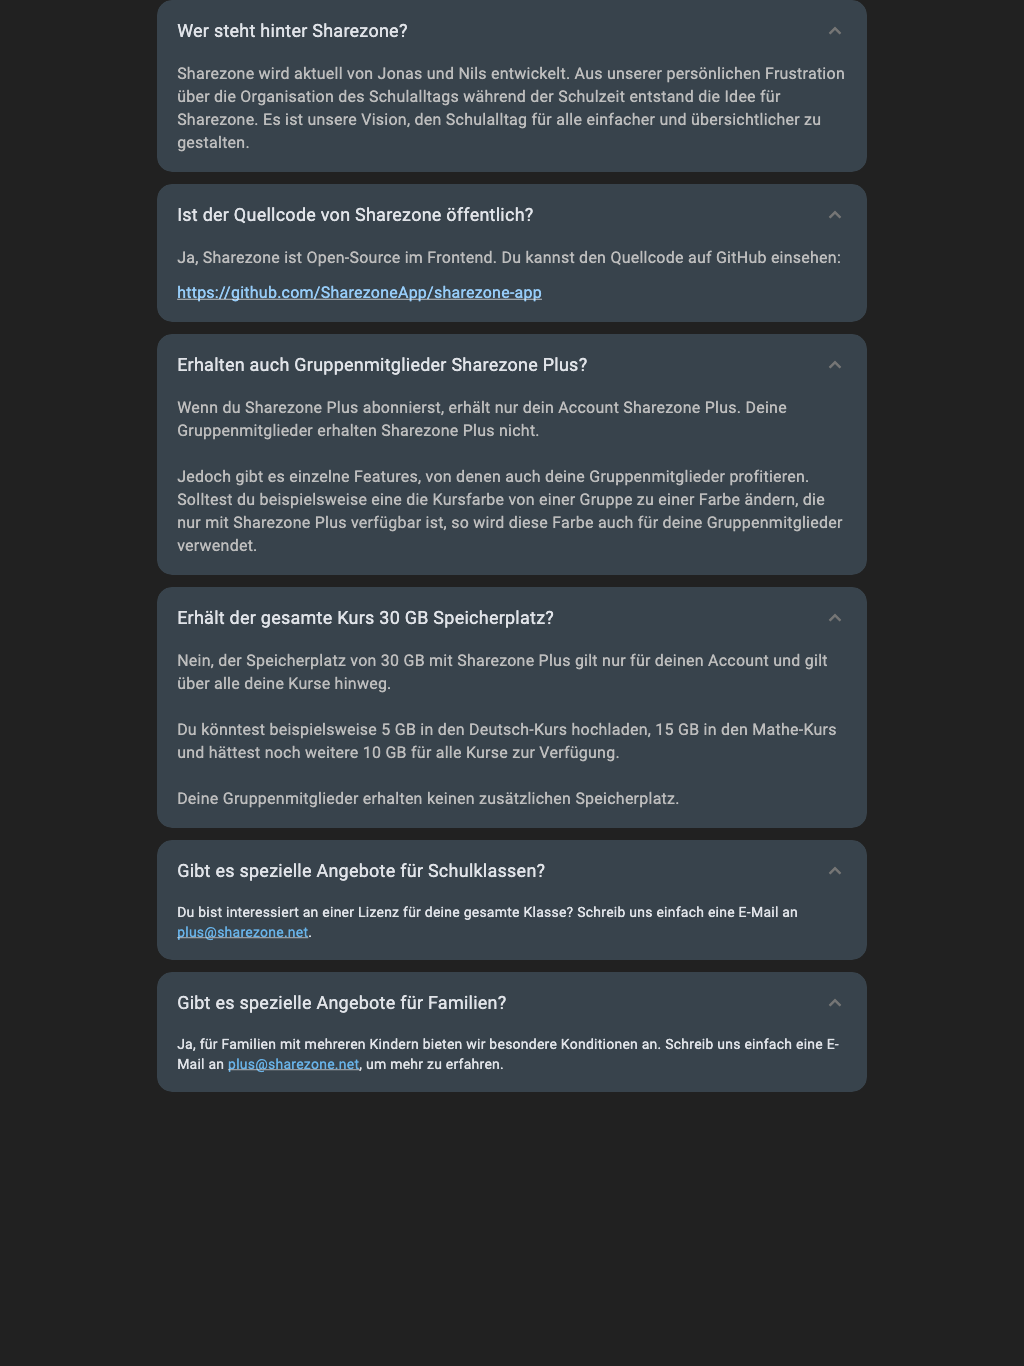 Wer steht hinter Sharezone?
Sharezone wird aktuell von Jonas und Nils entwickelt. Aus unserer persönlichen Frustration
über die Organisation des Schulalltags während der Schulzeit entstand die Idee für
Sharezone. Es ist unsere Vision, den Schulalltag für alle einfacher und übersichtlicher zu
gestalten.
Ist der Quellcode von Sharezone öffentlich?
Ja, Sharezone ist Open-Source im Frontend. Du kannst den Quellcode auf GitHub einsehen:
https://github.com/SharezoneApp/sharezone-app
Erhalten auch Gruppenmitglieder Sharezone Plus?
Wenn du Sharezone Plus abonnierst, erhält nur dein Account Sharezone Plus. Deine
Gruppenmitglieder erhalten Sharezone Plus nicht.
Jedoch gibt es einzelne Features, von denen auch deine Gruppenmitglieder profitieren.
Solltest du beispielsweise eine die Kursfarbe von einer Gruppe zu einer Farbe ändern, die
nur mit Sharezone Plus verfügbar ist, so wird diese Farbe auch für deine Gruppenmitglieder
verwendet.
Erhält der gesamte Kurs 30 GB Speicherplatz?
Nein, der Speicherplatz von 30 GB mit Sharezone Plus gilt nur für deinen Account und gilt
über alle deine Kurse hinweg.
Du könntest beispielsweise 5 GB in den Deutsch-Kurs hochladen, 15 GB in den Mathe-Kurs
und hättest noch weitere 10 GB für alle Kurse zur Verfügung.
Deine Gruppenmitglieder erhalten keinen zusätzlichen Speicherplatz.
Gibt es spezielle Angebote für Schulklassen?
Du bist interessiert an einer Lizenz für deine gesamte Klasse? Schreib uns einfach eine E-Mail an
plus@sharezone.net.
Gibt es spezielle Angebote für Familien?
Ja, für Familien mit mehreren Kindern bieten wir besondere Konditionen an. Schreib uns einfach eine E-
Mail an plus@sharezone.net, um mehr zu erfahren.